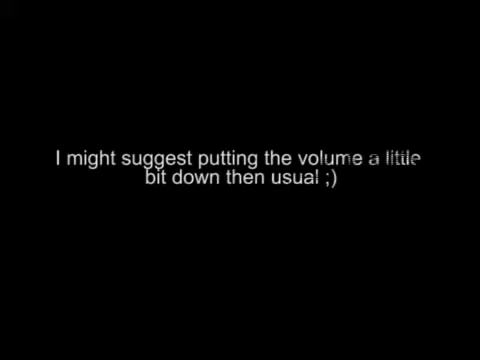 I might suggest putting the volume a little
bit down then usual ;)